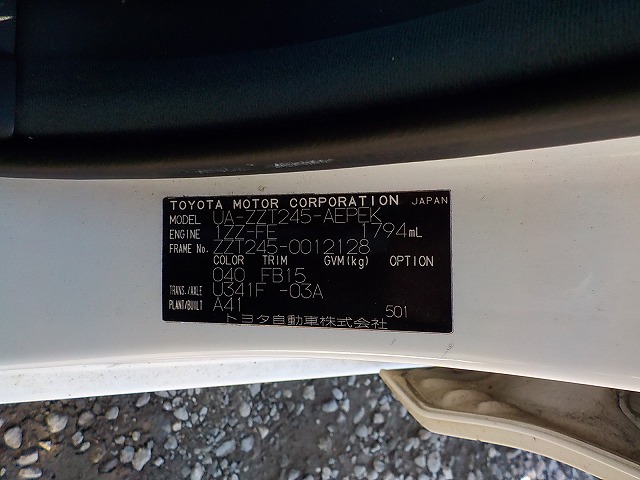 TOYOTA MOTOR CORPORATION JAPAN
MODEL UA-ZZT245-AEPEK
ENGINE 1ZZ-FE 1794mL
FRAME No. ZZT245-0012128
COLOR TRIM GVM(kg) OPTION
040 FB15
TRANS./AXLE U341F -03A
PLANT/BUILT A41 501
トヨタ自動車株式会社